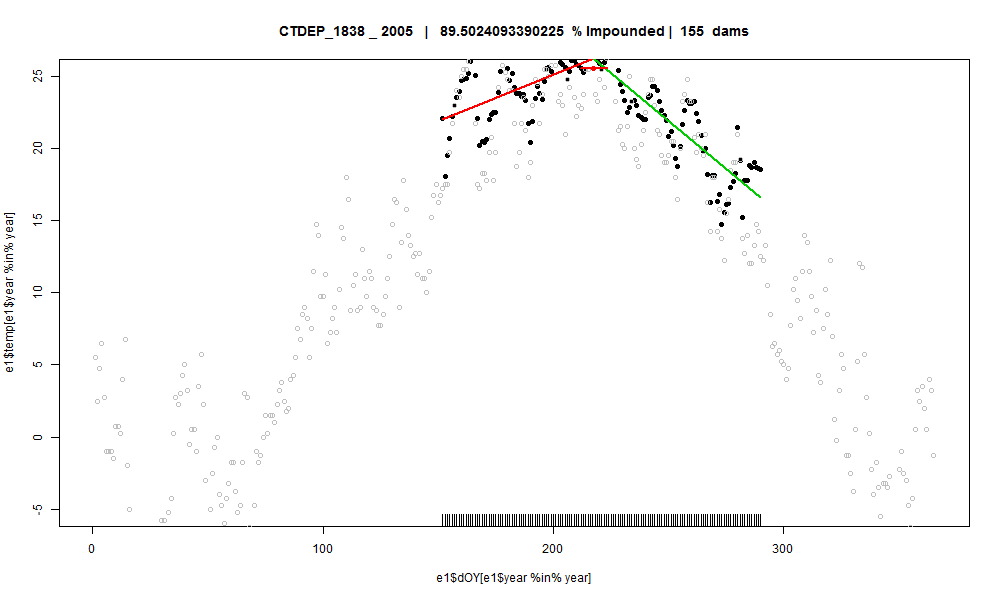 CTDEP_1838 _ 2005 | 89.5024093390225 % Impounded | 155 dams
e1$temp[e1$year %in% year]
25
20
15
10
5
0
-5
0 100 200 300
e1$dOY[e1$year %in% year]